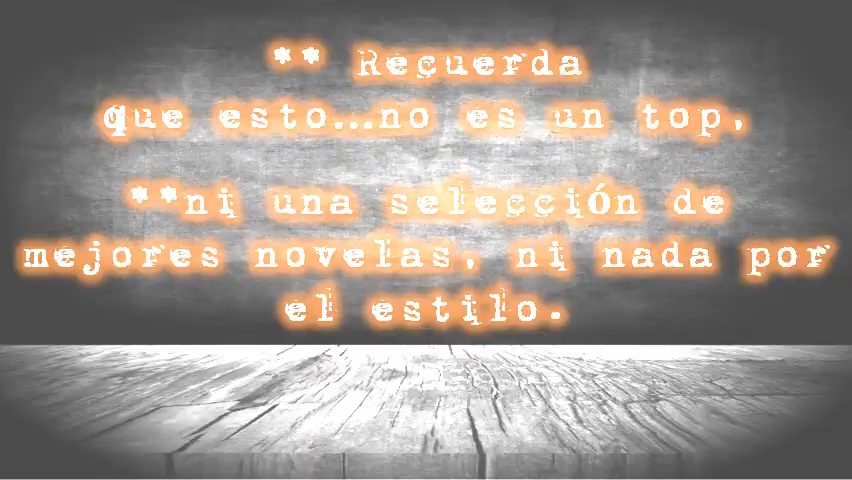 ** Recuerda
que esto...no es un top,
**ni una selección de
mejores novelas, ni nada por
el estilo.